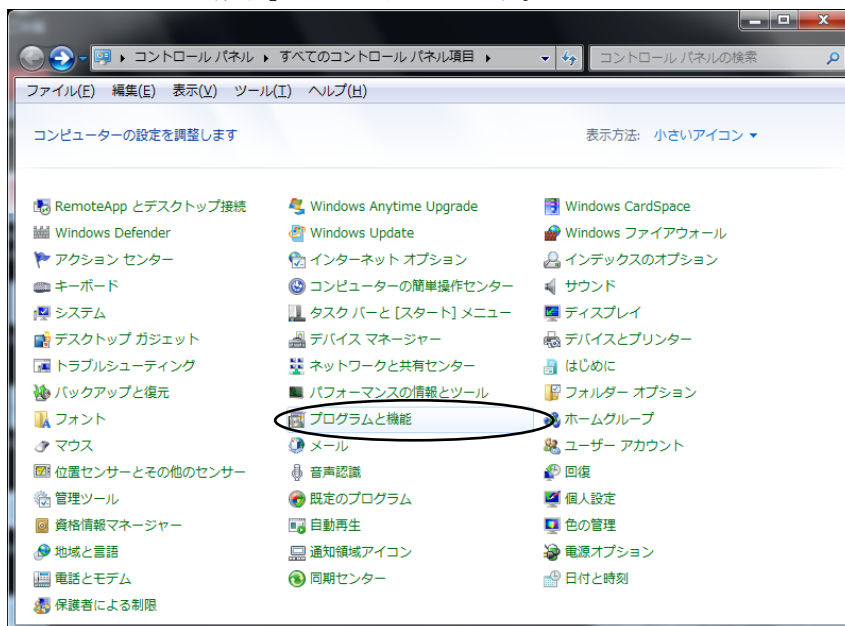 コントロール パネル ▸ すべてのコントロール パネル項目 ▸ コントロール パネルの検索
ファイル(F) 編集(E) 表示(V) ツール(T) ヘルプ(H)
コンピューターの設定を調整します 表示方法: 小さいアイコン
RemoteApp とデスクトップ接続 Windows Anytime Upgrade Windows CardSpace
Windows Defender Windows Update Windows ファイアウォール
アクション センター インターネット オプション インデックスのオプション
キーボード コンピューターの簡単操作センター サウンド
システム タスク バーと [スタート] メニュー ディスプレイ
デスクトップ ガジェット デバイス マネージャー デバイスとプリンター
トラブルシューティング ネットワークと共有センター はじめに
バックアップと復元 パフォーマンスの情報とツール フォルダー オプション
フォント プログラムと機能 ホームグループ
マウス メール ユーザー アカウント
位置センサーとその他のセンサー 音声認識 回復
管理ツール 既定のプログラム 個人設定
資格情報マネージャー 自動再生 色の管理
地域と言語 通知領域アイコン 電源オプション
電話とモデム 同期センター 日付と時刻
保護者による制限